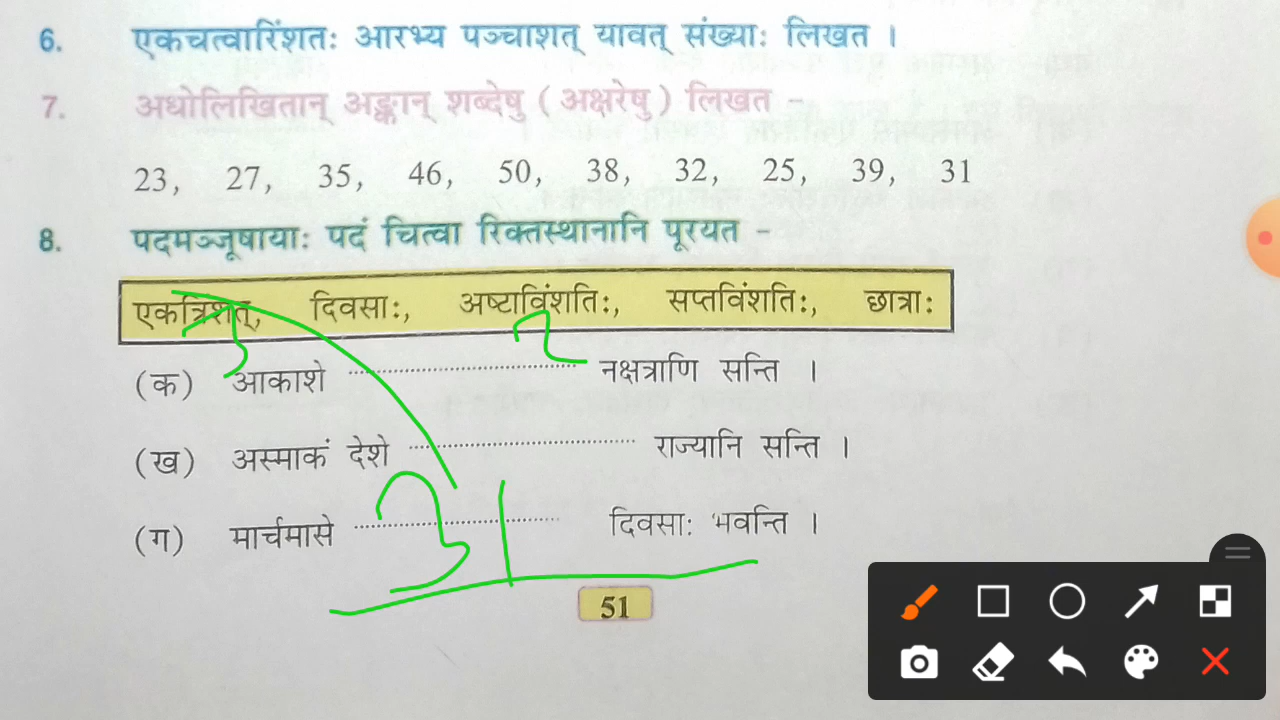 6. एकचत्वारिंशतः आरभ्य पञ्चाशत् यावत् संख्याः लिखत ।
7. अधोलिखितान् अङ्कान् शब्देषु ( अक्षरेषु ) लिखत -
23, 27, 35, 46, 50, 38, 32, 25, 39, 31
8. पदमञ्जूषायाः पदं चित्वा रिक्तस्थानानि पूरयत -
एकत्रिंशत्, दिवसाः, अष्टाविंशतिः, सप्तविंशतिः, छात्राः
(क) आकाशे ........................ नक्षत्राणि सन्ति ।
(ख) अस्माकं देशे ........................ राज्यानि सन्ति ।
(ग) मार्चमासे ........................ दिवसाः भवन्ति ।
31
51